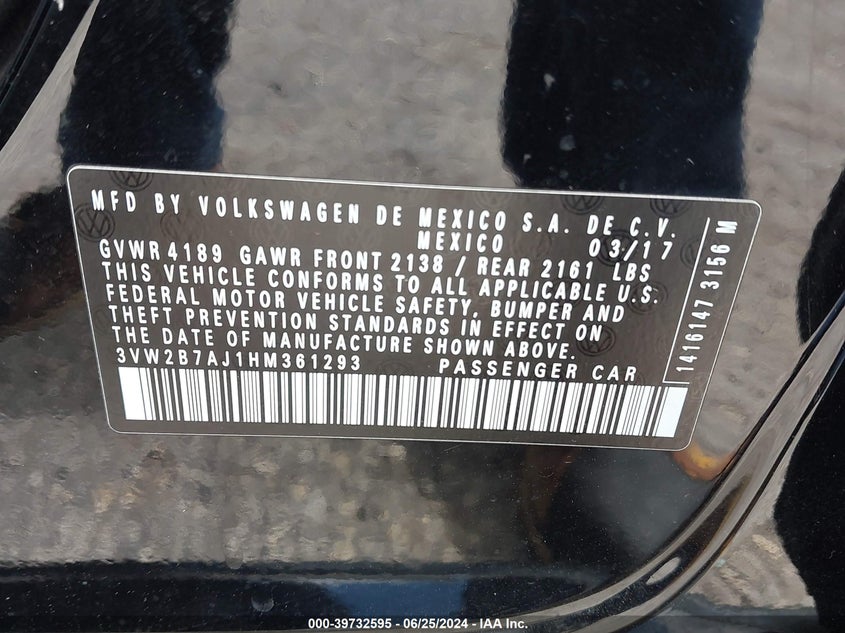 MFD BY VOLKSWAGEN DE MEXICO S.A. DE C.V.
MEXICO 03/17
GVWR 4189 GAWR FRONT 2138 / REAR 2161 LBS
THIS VEHICLE CONFORMS TO ALL APPLICABLE U.S.
FEDERAL MOTOR VEHICLE SAFETY, BUMPER AND
THEFT PREVENTION STANDARDS IN EFFECT ON
THE DATE OF MANUFACTURE SHOWN ABOVE.
3VW2B7AJ1HM361293 PASSENGER CAR
1416147 3156 M
000-39732595 - 06/25/2024 - IAA Inc.